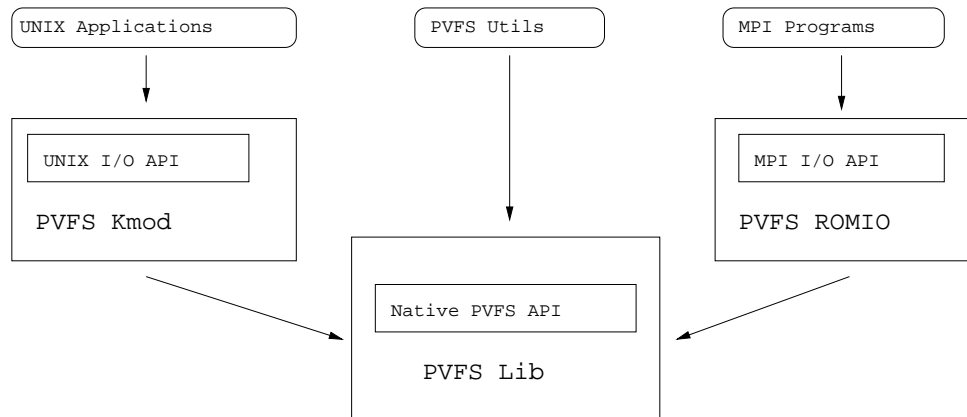 UNIX Applications
PVFS Utils
MPI Programs
UNIX I/O API
MPI I/O API
PVFS Kmod
PVFS ROMIO
Native PVFS API
PVFS Lib